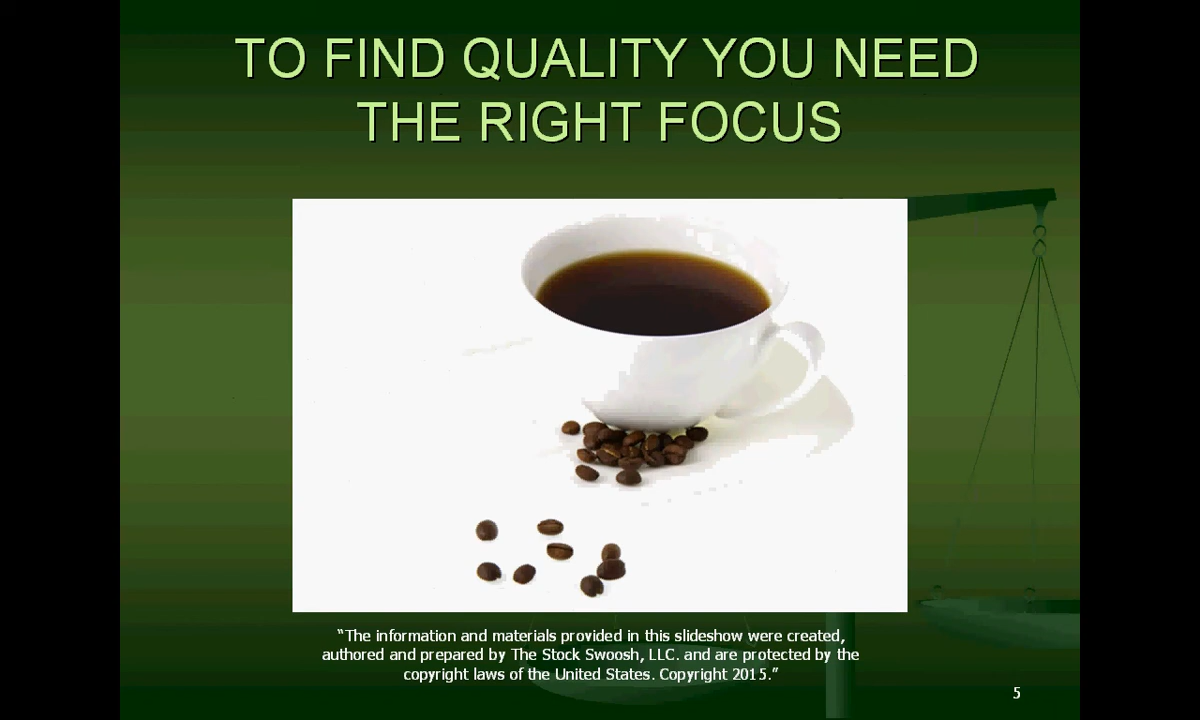 TO FIND QUALITY YOU NEED
THE RIGHT FOCUS
“The information and materials provided in this slideshow were created,
authored and prepared by The Stock Swoosh, LLC. and are protected by the
copyright laws of the United States. Copyright 2015.”
5